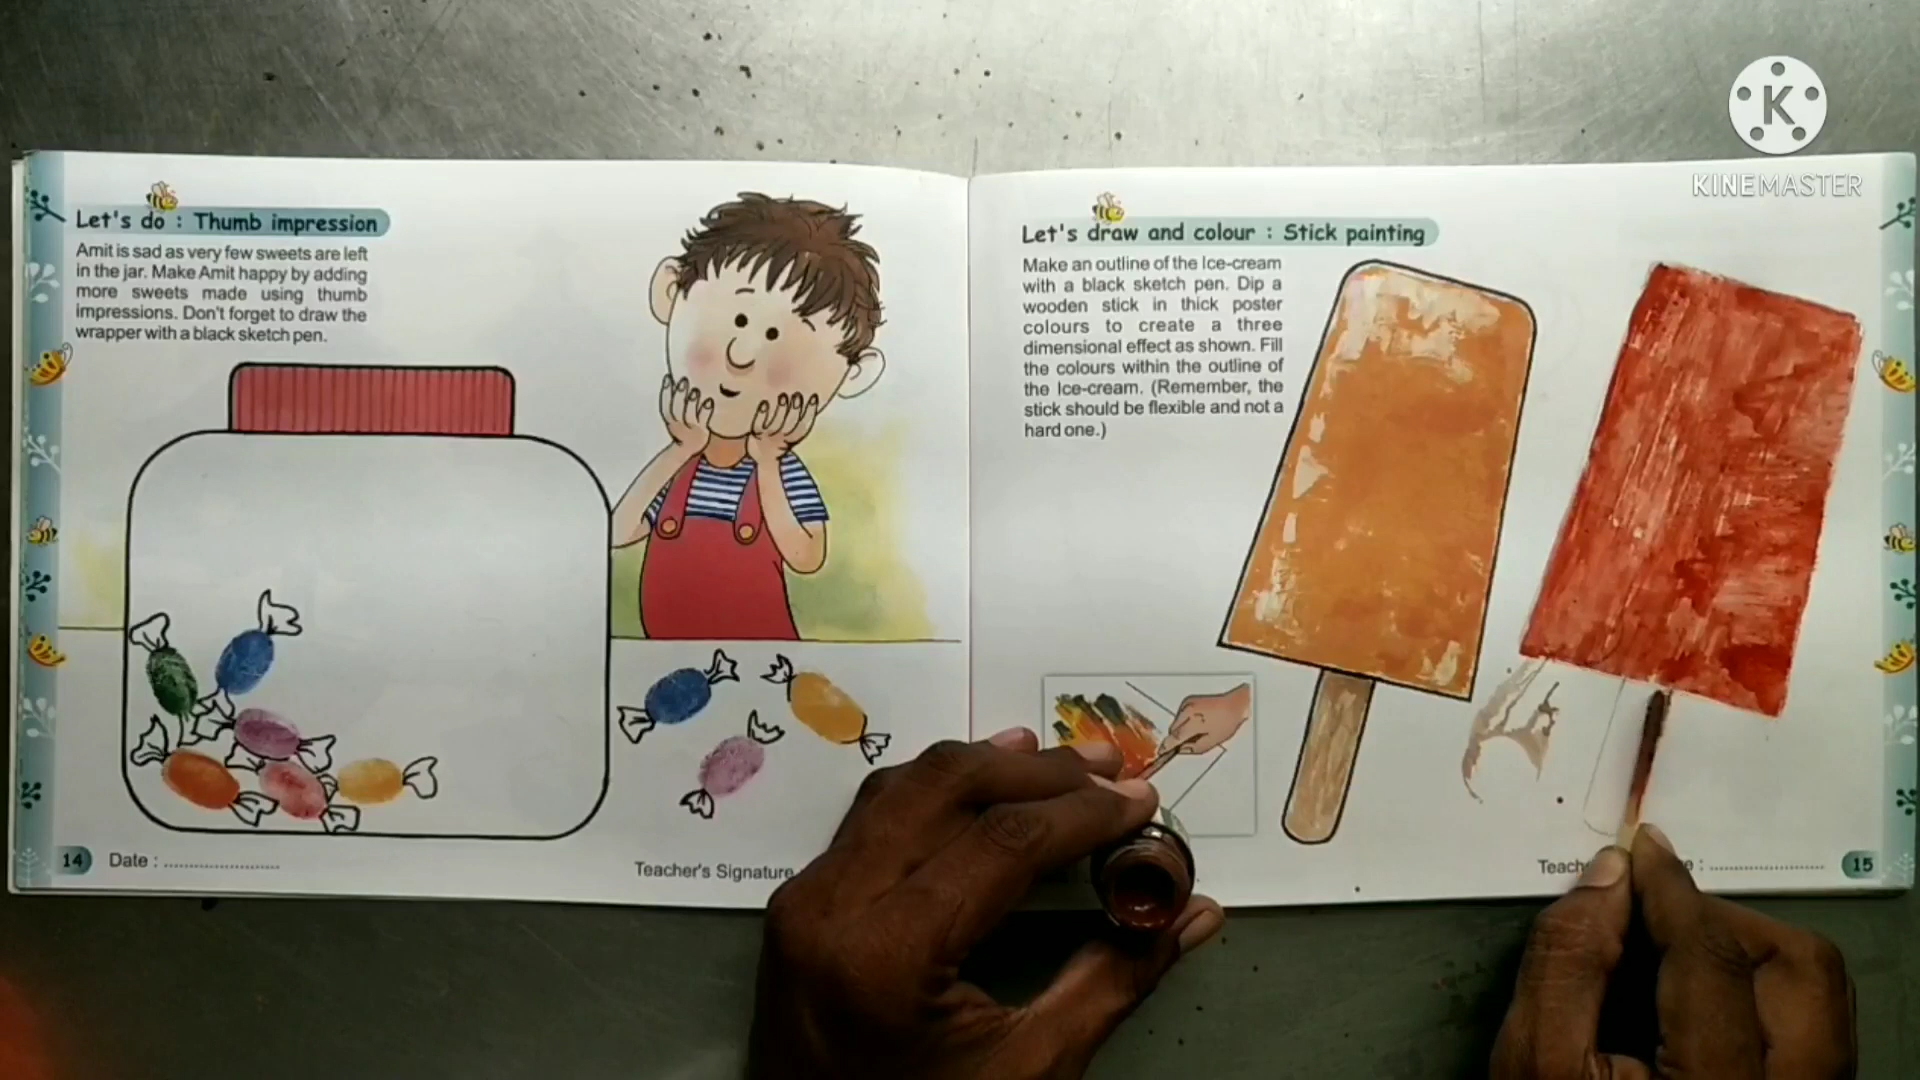 K
KINEMASTER
Let's do : Thumb impression
Amit is sad as very few sweets are left
in the jar. Make Amit happy by adding
more sweets made using thumb
impressions. Don't forget to draw the
wrapper with a black sketch pen.
14 Date : ........................
Teacher's Signature
Let's draw and colour : Stick painting
Make an outline of the Ice-cream
with a black sketch pen. Dip a
wooden stick in thick poster
colours to create a three
dimensional effect as shown. Fill
the colours within the outline of
the Ice-cream. (Remember, the
stick should be flexible and not a
hard one.)
15